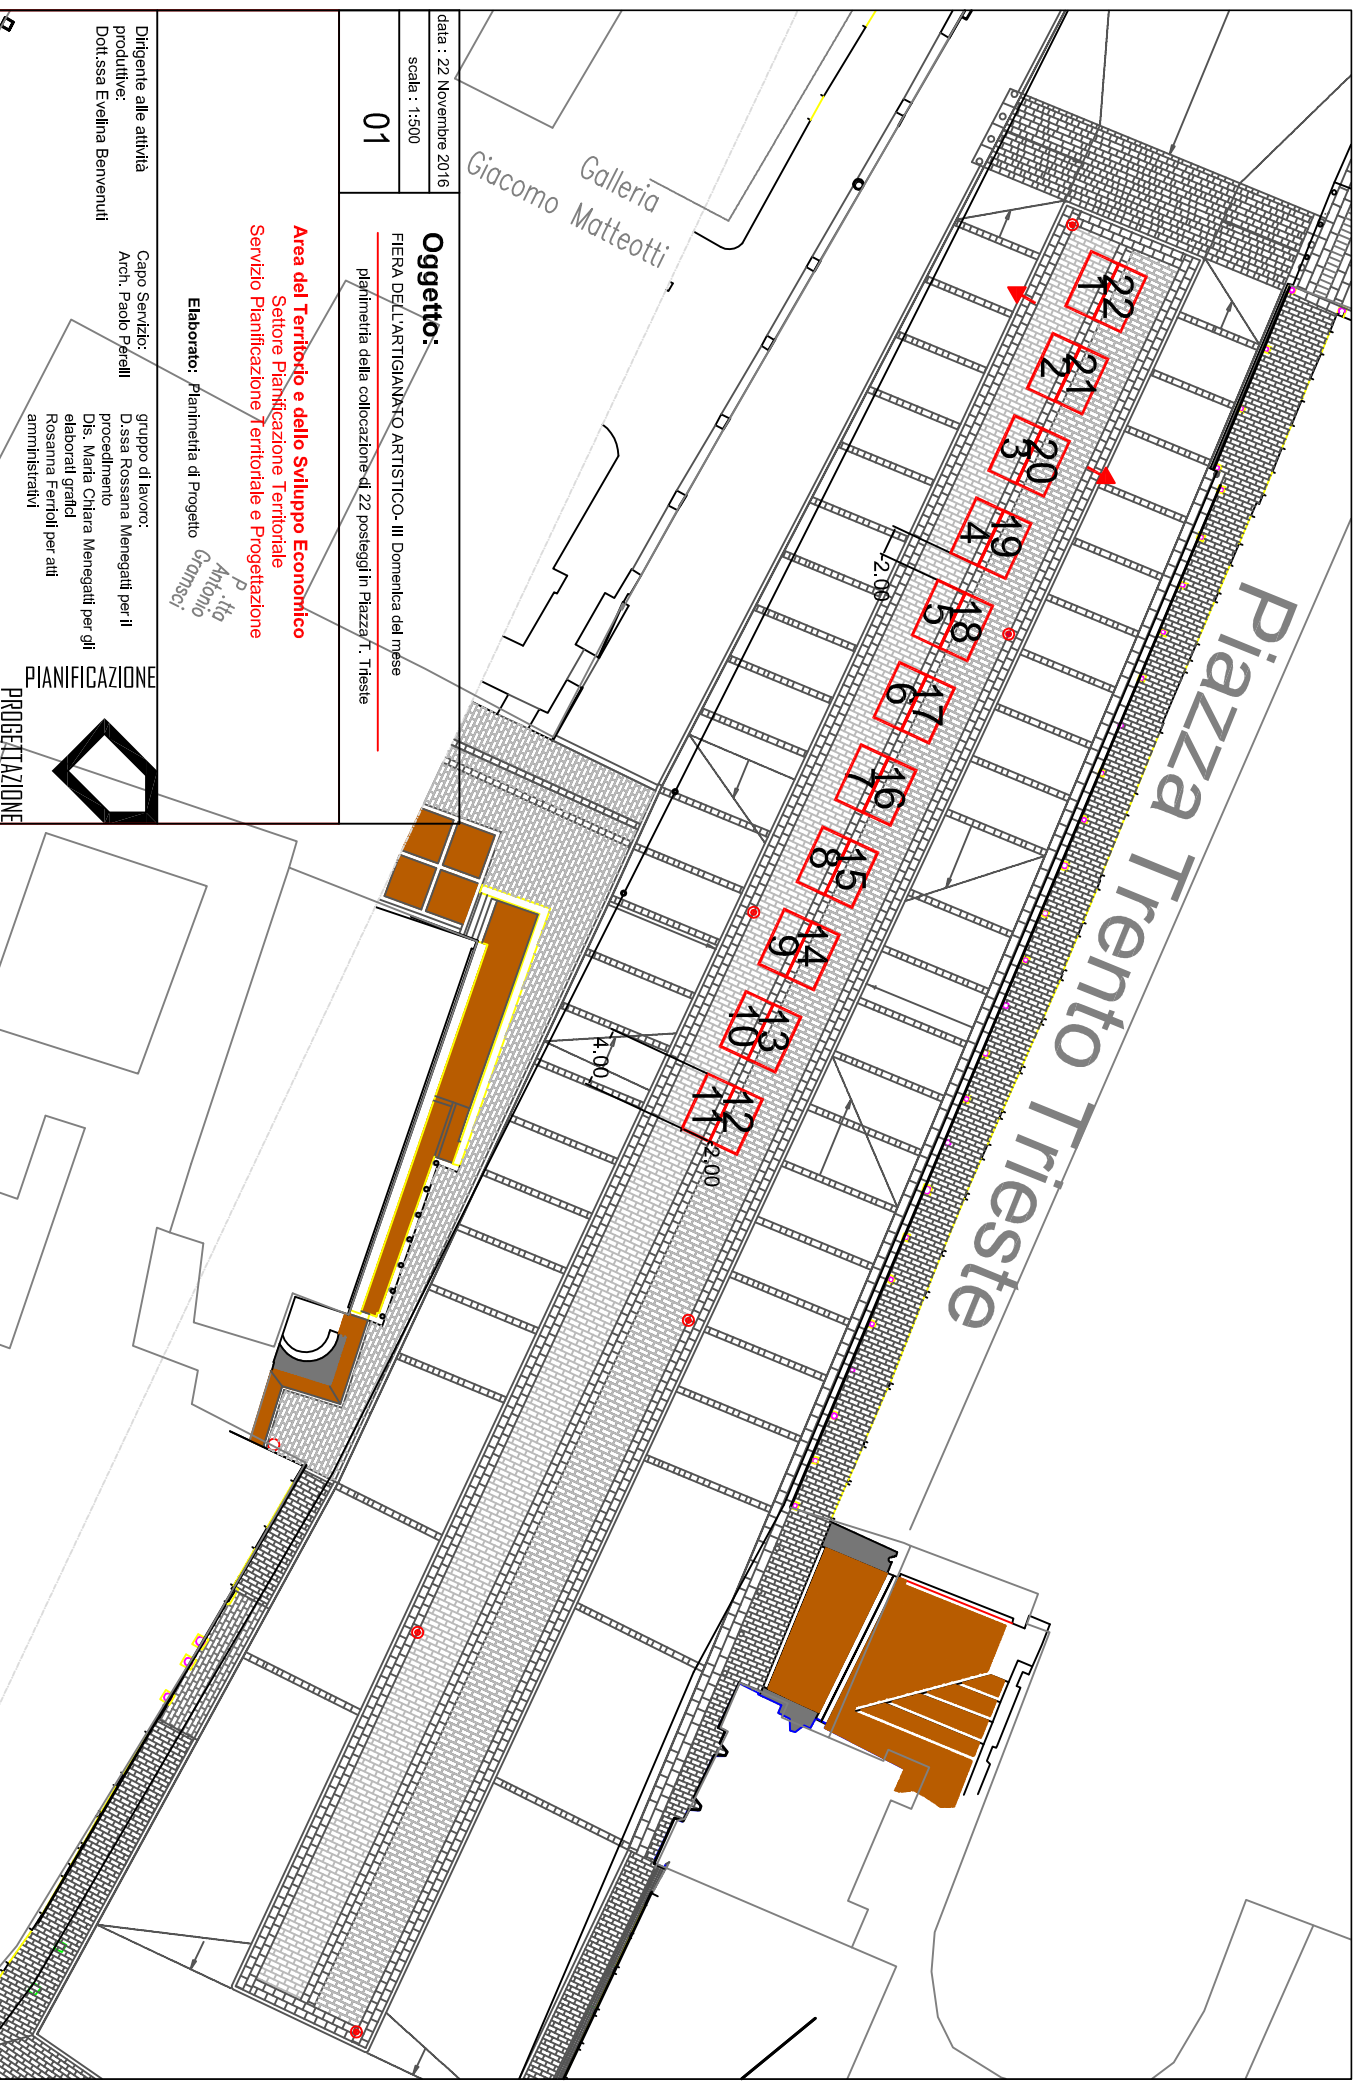 data : 22 Novembre 2016
scala : 1:500
01
Oggetto:
FIERA DELL'ARTIGIANATO ARTISTICO- III Domenica del mese
planimetria della collocazione di 22 posteggi in Piazza T. Trieste
Area del Territorio e dello Sviluppo Economico
Settore Pianificazione Territoriale
Servizio Pianificazione Territoriale e Progettazione
Elaborato: Planimetria di Progetto
Dirigente alle attività
produttive:
Dott.ssa Evelina Benvenuti
Capo Servizio:
Arch. Paolo Perelli
gruppo di lavoro:
D.ssa Rossana Menegatti per il
procedimento
Dis. Maria Chiara Menegatti per gli
elaborati grafici
Rosanna Ferrioli per atti
amministrativi
PIANIFICAZIONE
PROGETTAZIONE
Galleria
Giacomo Matteotti
P.tta
Antonio
Gramsci
Piazza Trento Trieste
22
1
21
2
20
3
19
4
18
5
17
6
16
7
15
8
14
9
13
10
12
11
2.00
4.00
2.00